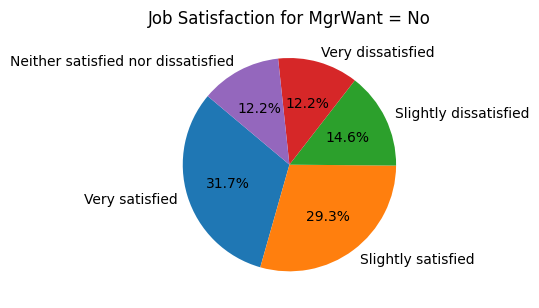 Job Satisfaction for MgrWant = No
Neither satisfied nor dissatisfied
Very dissatisfied
12.2%
12.2%
Slightly dissatisfied
14.6%
31.7%
Very satisfied
29.3%
Slightly satisfied